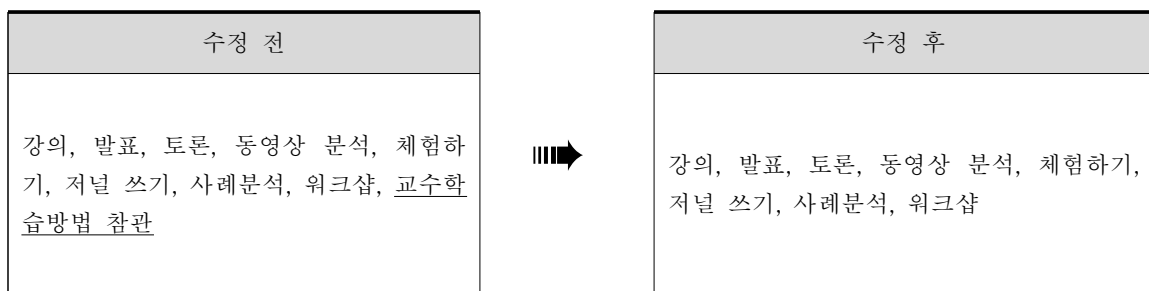 수정 전
강의, 발표, 토론, 동영상 분석, 체험하
기, 저널 쓰기, 사례분석, 워크샵, 교수학
습방법 참관
수정 후
강의, 발표, 토론, 동영상 분석, 체험하기,
저널 쓰기, 사례분석, 워크샵